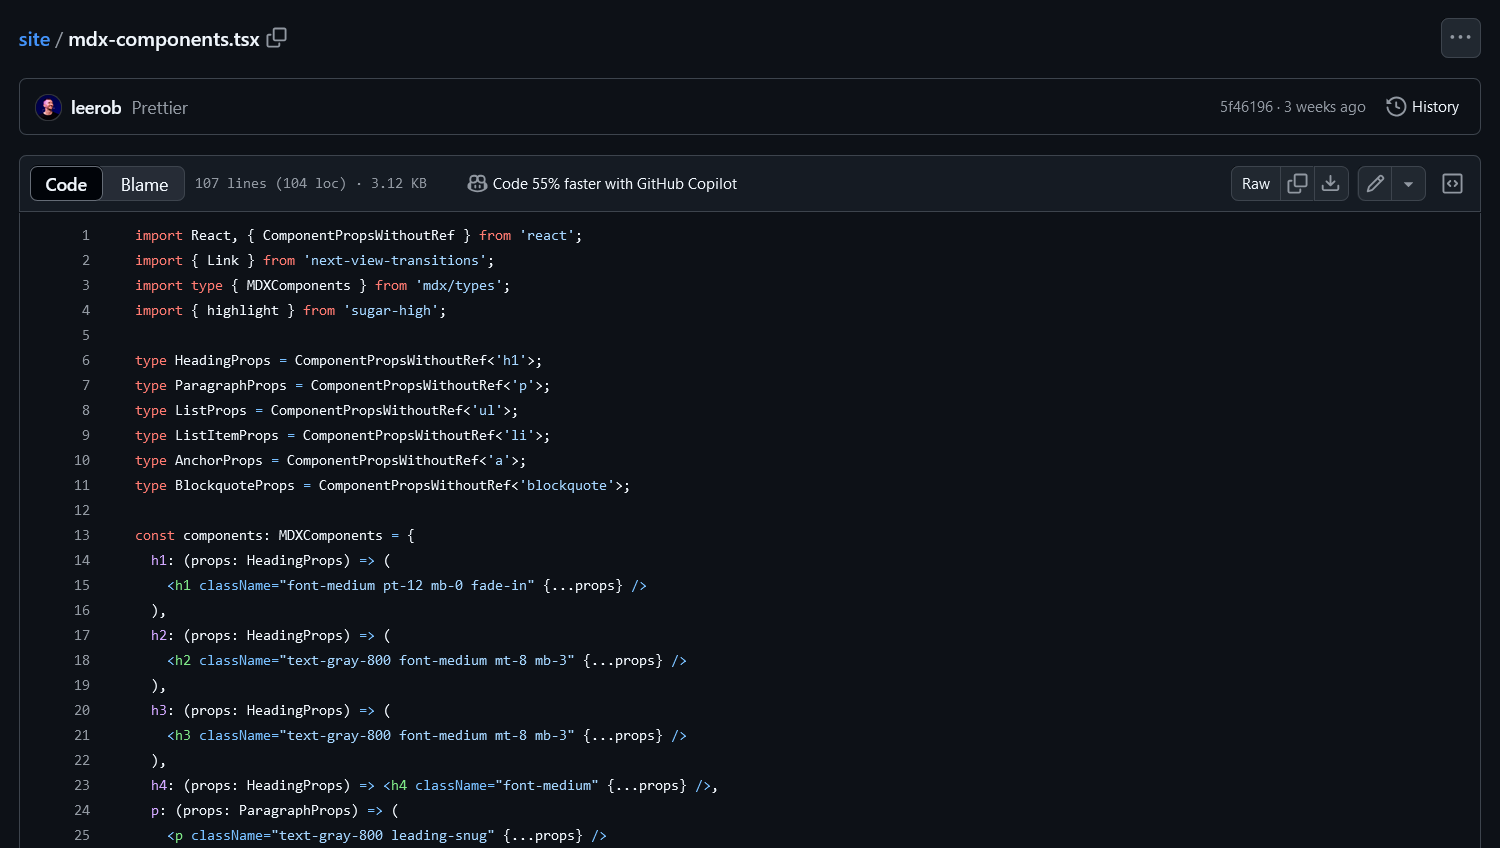 site / mdx-components.tsx
leerob Prettier 5f46196 · 3 weeks ago History
Code Blame 107 lines (104 loc) · 3.12 KB Code 55% faster with GitHub Copilot Raw
1 import React, { ComponentPropsWithoutRef } from 'react';
2 import { Link } from 'next-view-transitions';
3 import type { MDXComponents } from 'mdx/types';
4 import { highlight } from 'sugar-high';
5
6 type HeadingProps = ComponentPropsWithoutRef<'h1'>;
7 type ParagraphProps = ComponentPropsWithoutRef<'p'>;
8 type ListProps = ComponentPropsWithoutRef<'ul'>;
9 type ListItemProps = ComponentPropsWithoutRef<'li'>;
10 type AnchorProps = ComponentPropsWithoutRef<'a'>;
11 type BlockquoteProps = ComponentPropsWithoutRef<'blockquote'>;
12
13 const components: MDXComponents = {
14   h1: (props: HeadingProps) => (
15     <h1 className="font-medium pt-12 mb-0 fade-in" {...props} />
16   ),
17   h2: (props: HeadingProps) => (
18     <h2 className="text-gray-800 font-medium mt-8 mb-3" {...props} />
19   ),
20   h3: (props: HeadingProps) => (
21     <h3 className="text-gray-800 font-medium mt-8 mb-3" {...props} />
22   ),
23   h4: (props: HeadingProps) => <h4 className="font-medium" {...props} />,
24   p: (props: ParagraphProps) => (
25     <p className="text-gray-800 leading-snug" {...props} />